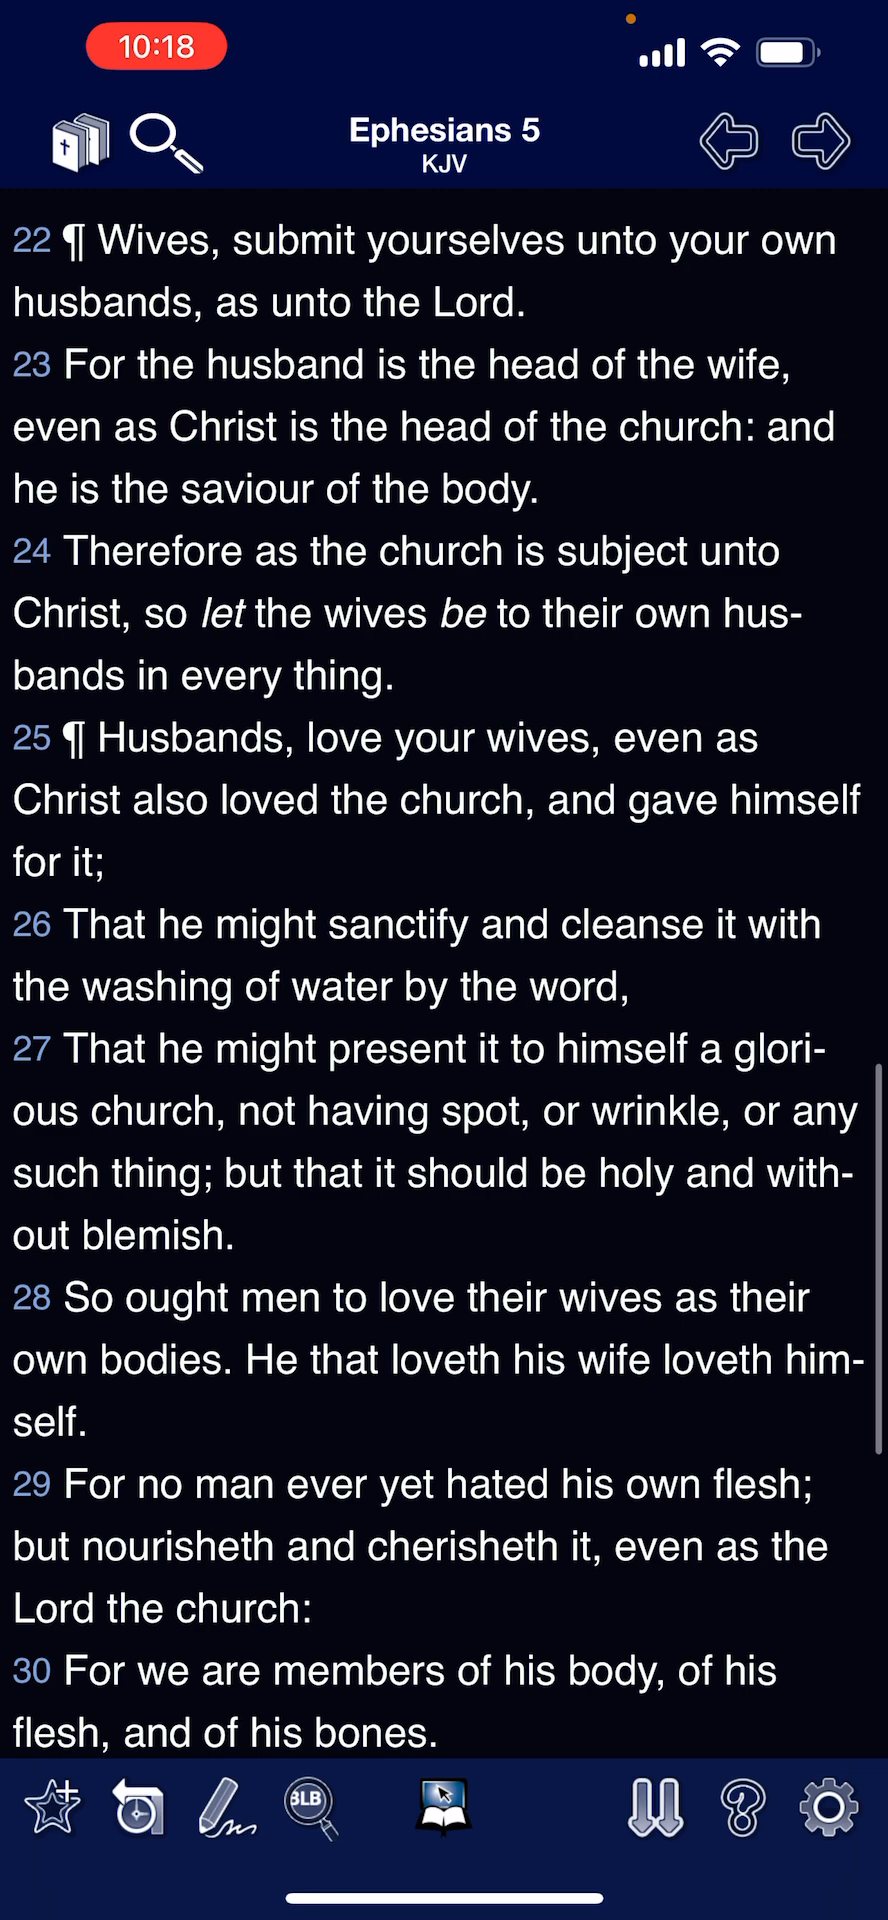 10:18
Ephesians 5
KJV
22 ¶ Wives, submit yourselves unto your own
husbands, as unto the Lord.
23 For the husband is the head of the wife,
even as Christ is the head of the church: and
he is the saviour of the body.
24 Therefore as the church is subject unto
Christ, so let the wives be to their own hus-
bands in every thing.
25 ¶ Husbands, love your wives, even as
Christ also loved the church, and gave himself
for it;
26 That he might sanctify and cleanse it with
the washing of water by the word,
27 That he might present it to himself a glori-
ous church, not having spot, or wrinkle, or any
such thing; but that it should be holy and with-
out blemish.
28 So ought men to love their wives as their
own bodies. He that loveth his wife loveth him-
self.
29 For no man ever yet hated his own flesh;
but nourisheth and cherisheth it, even as the
Lord the church:
30 For we are members of his body, of his
flesh, and of his bones.
BLB